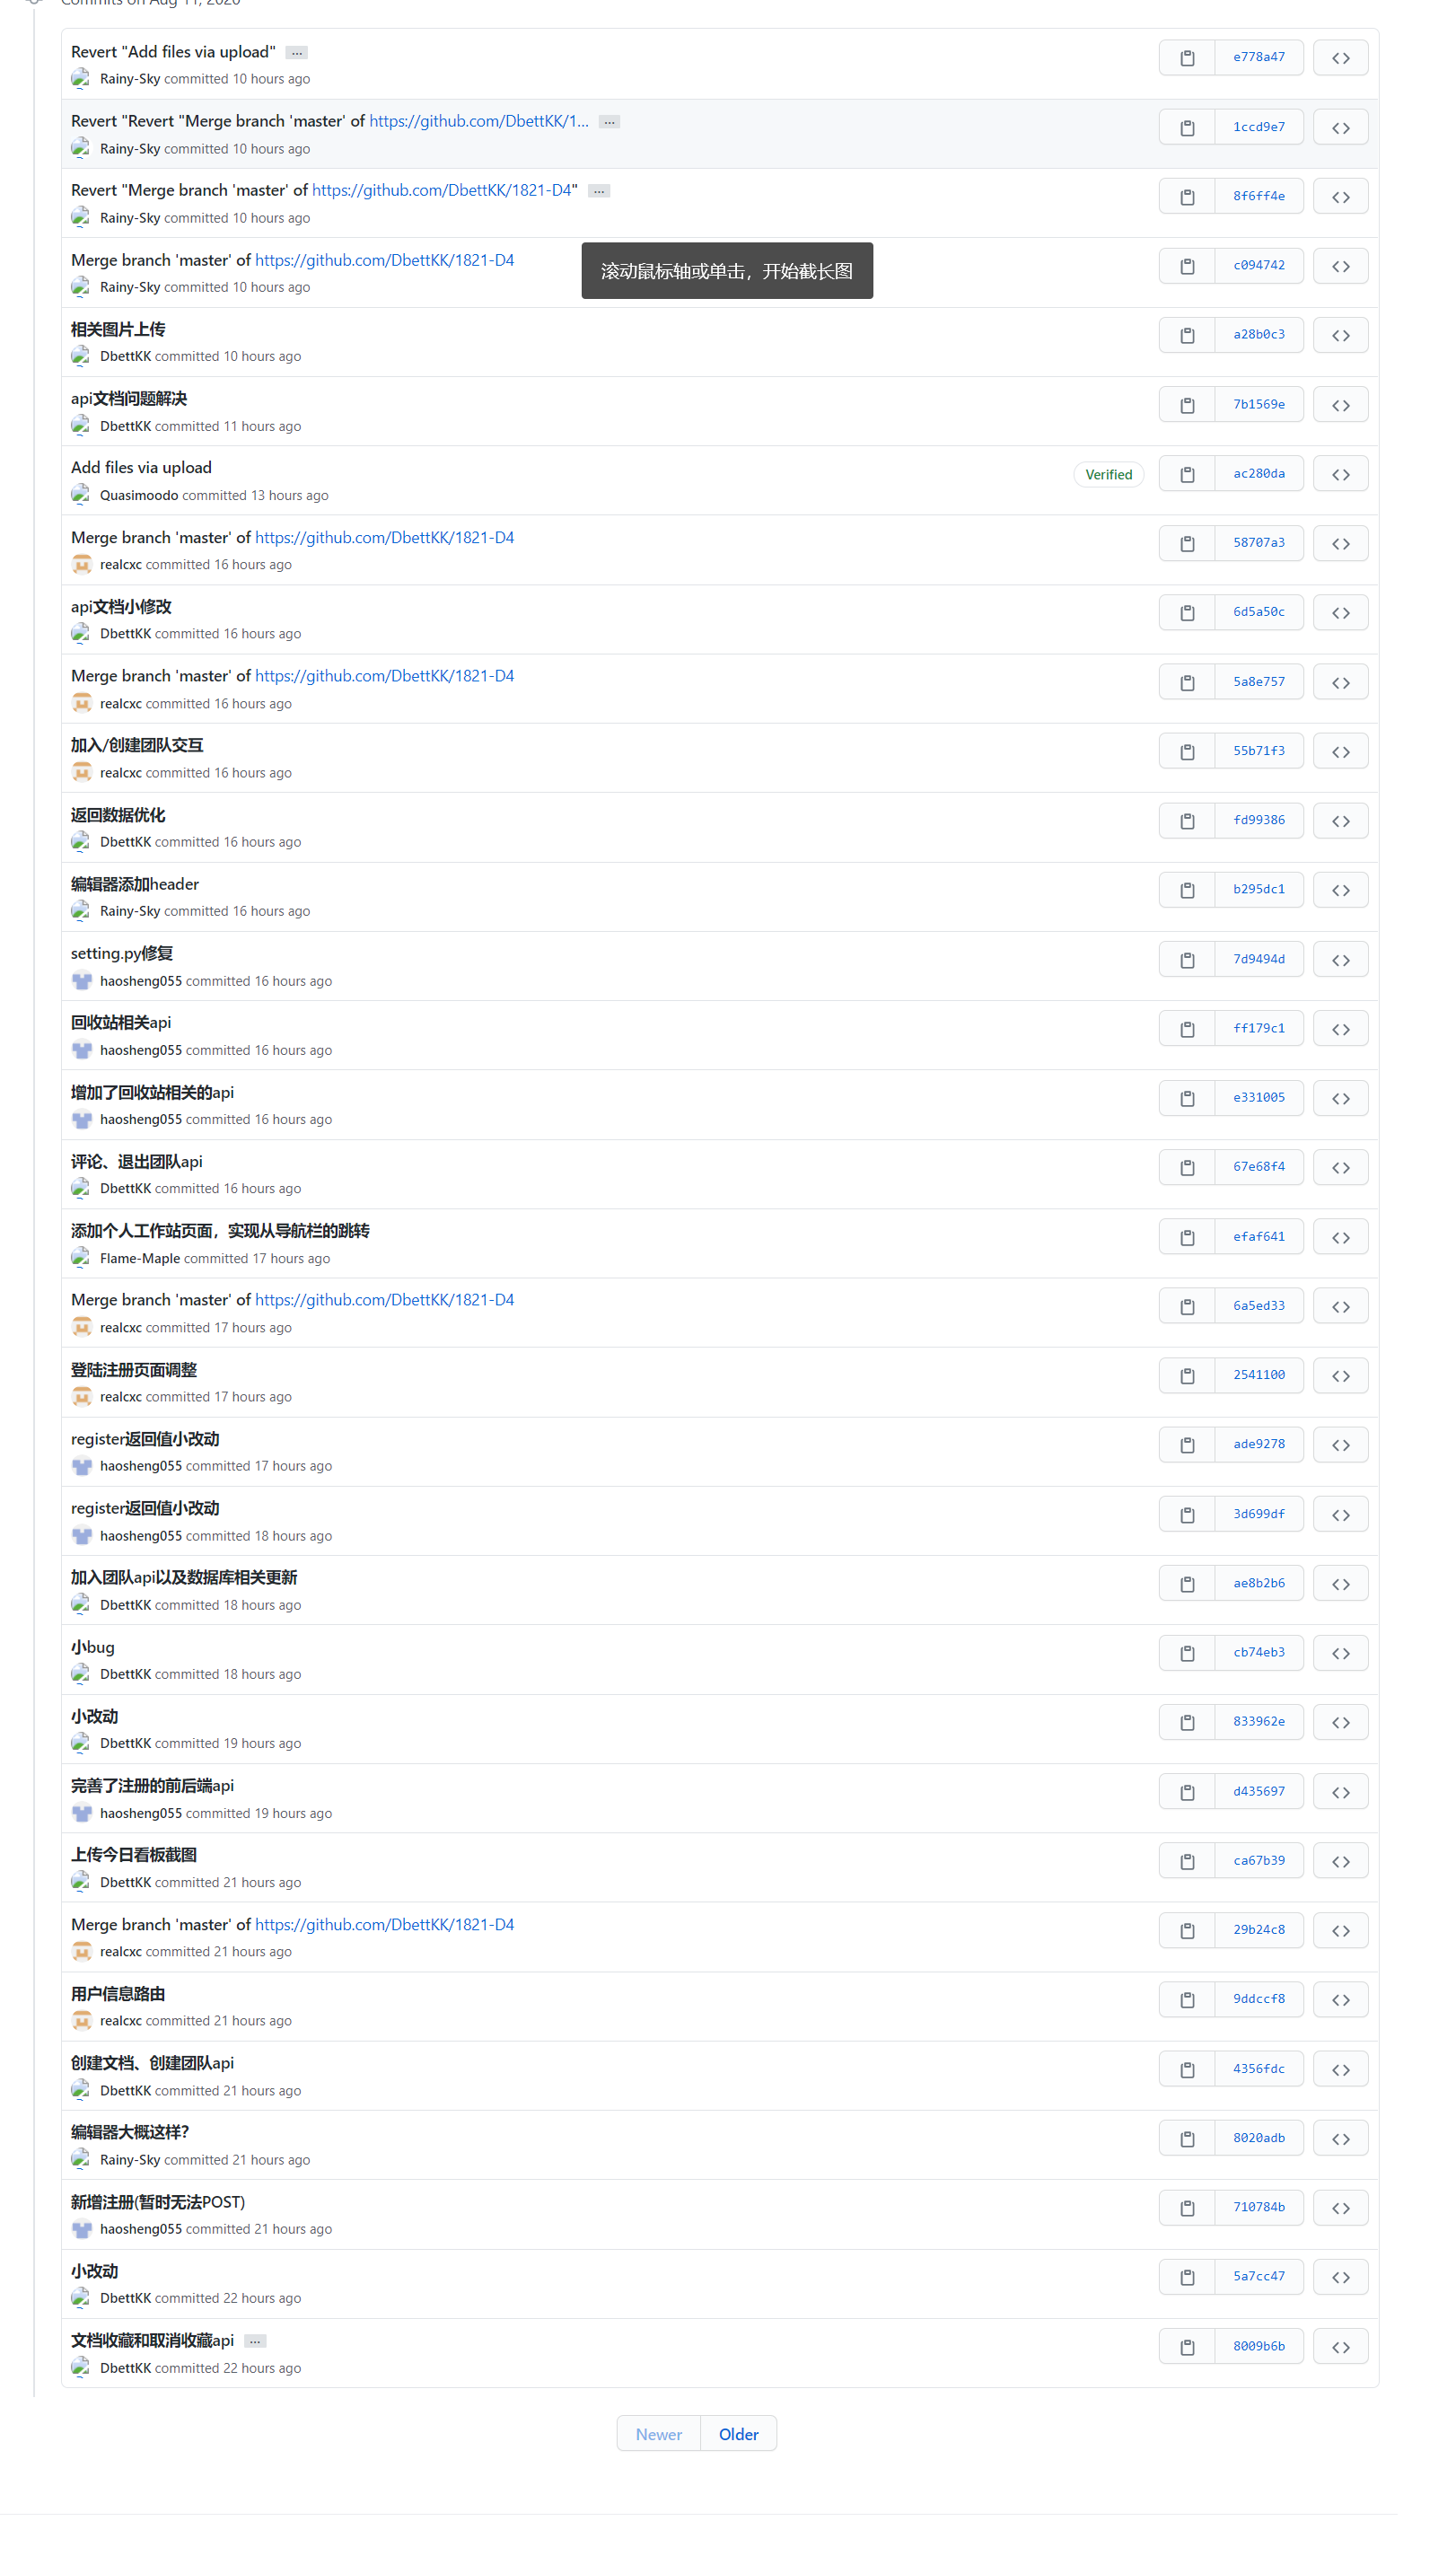 Commits on Aug 11, 2020
Revert "Add files via upload" …
Rainy-Sky committed 10 hours ago
e778a47
Revert "Revert "Merge branch 'master' of https://github.com/DbettKK/1… …
Rainy-Sky committed 10 hours ago
1ccd9e7
Revert "Merge branch 'master' of https://github.com/DbettKK/1821-D4" …
Rainy-Sky committed 10 hours ago
8f6ff4e
Merge branch 'master' of https://github.com/DbettKK/1821-D4
Rainy-Sky committed 10 hours ago
c094742
滚动鼠标轴或单击，开始截长图
相关图片上传
DbettKK committed 10 hours ago
a28b0c3
api文档问题解决
DbettKK committed 11 hours ago
7b1569e
Add files via upload
Quasimoodo committed 13 hours ago
Verified
ac280da
Merge branch 'master' of https://github.com/DbettKK/1821-D4
realcxc committed 16 hours ago
58707a3
api文档小修改
DbettKK committed 16 hours ago
6d5a50c
Merge branch 'master' of https://github.com/DbettKK/1821-D4
realcxc committed 16 hours ago
5a8e757
加入/创建团队交互
realcxc committed 16 hours ago
55b71f3
返回数据优化
DbettKK committed 16 hours ago
fd99386
编辑器添加header
Rainy-Sky committed 16 hours ago
b295dc1
setting.py修复
haosheng055 committed 16 hours ago
7d9494d
回收站相关api
haosheng055 committed 16 hours ago
ff179c1
增加了回收站相关的api
haosheng055 committed 16 hours ago
e331005
评论、退出团队api
DbettKK committed 16 hours ago
67e68f4
添加个人工作站页面，实现从导航栏的跳转
Flame-Maple committed 17 hours ago
efaf641
Merge branch 'master' of https://github.com/DbettKK/1821-D4
realcxc committed 17 hours ago
6a5ed33
登陆注册页面调整
realcxc committed 17 hours ago
2541100
register返回值小改动
haosheng055 committed 17 hours ago
ade9278
register返回值小改动
haosheng055 committed 18 hours ago
3d699df
加入团队api以及数据库相关更新
DbettKK committed 18 hours ago
ae8b2b6
小bug
DbettKK committed 18 hours ago
cb74eb3
小改动
DbettKK committed 19 hours ago
833962e
完善了注册的前后端api
haosheng055 committed 19 hours ago
d435697
上传今日看板截图
DbettKK committed 21 hours ago
ca67b39
Merge branch 'master' of https://github.com/DbettKK/1821-D4
realcxc committed 21 hours ago
29b24c8
用户信息路由
realcxc committed 21 hours ago
9ddccf8
创建文档、创建团队api
DbettKK committed 21 hours ago
4356fdc
编辑器大概这样？
Rainy-Sky committed 21 hours ago
8020adb
新增注册(暂时无法POST)
haosheng055 committed 21 hours ago
710784b
小改动
DbettKK committed 22 hours ago
5a7cc47
文档收藏和取消收藏api …
DbettKK committed 22 hours ago
8009b6b
Newer Older